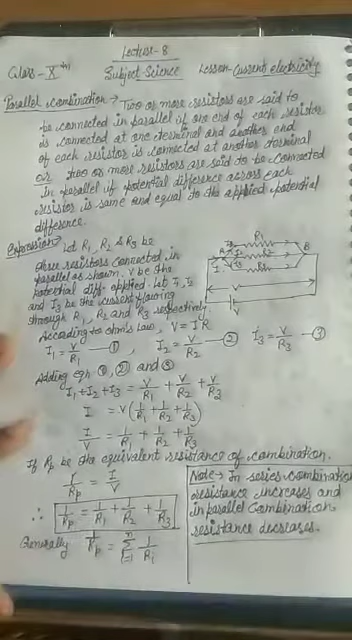 Lecture-8
Class-Xth Subject-Science Lesson-Current electricity
Parallel combination→ Two or more resistors are said to
be connected in parallel if one end of each resistor
is connected at one terminal and another end
of each resistor is connected at another terminal
or two or more resistors are said to be connected
in parallel if potential difference across each
resistor is same and equal to the applied potential
difference.
Expression→ Let R1, R2 & R3 be
three resistors connected in
parallel as shown. V be the
potential diff. applied. Let I1, I2
and I3 be the current flowing
through R1, R2 and R3 respectively
R1
A
B
I
V
V
According to ohm's law, V = IR
I1 = V/R1 —①, I2 = V/R2 —② I3 = V/R3 —③
Adding eqn ①, ② and ③
I1 + I2 + I3 = V/R1 + V/R2 + V/R3
I = V(1/R1 + 1/R2 + 1/R3)
I/V = 1/R1 + 1/R2 + 1/R3
If Rp be the equivalent resistance of combination.
1/Rp = I/V
∴ 1/Rp = 1/R1 + 1/R2 + 1/R3
Generally 1/Rp = Σ i=1 n 1/Ri
Note→ In series combination
resistance increases and
in parallel combination
resistance decreases.